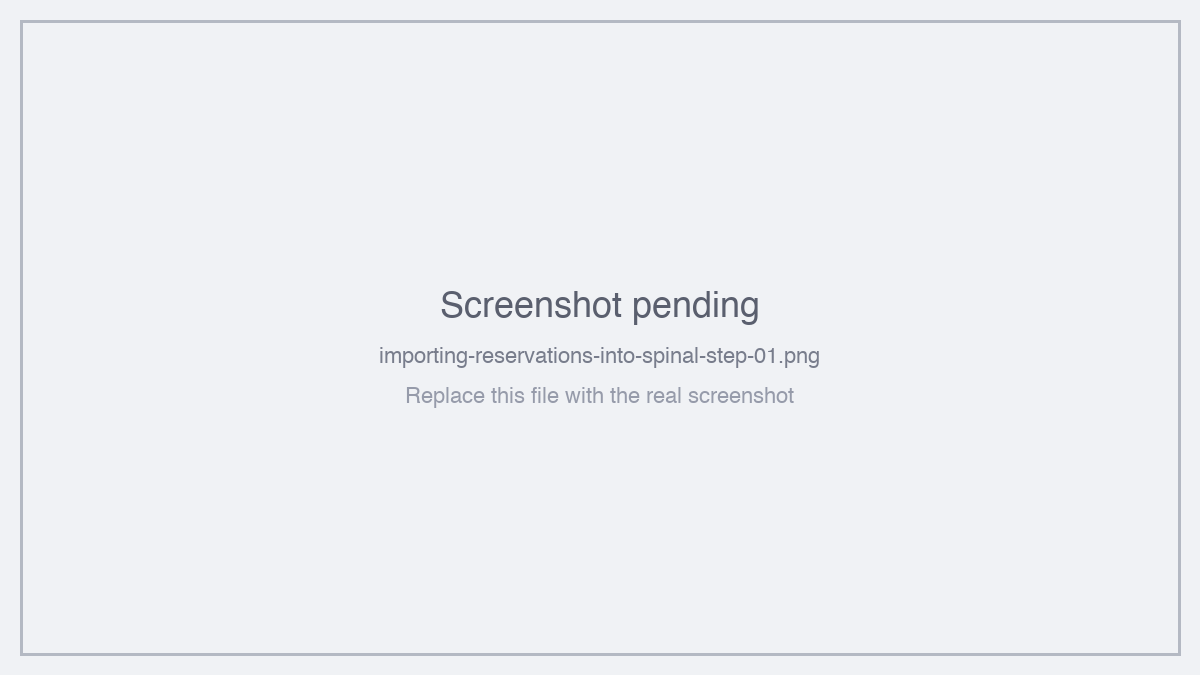 Screenshot pending
importing-reservations-into-spinal-step-01.png
Replace this file with the real screenshot